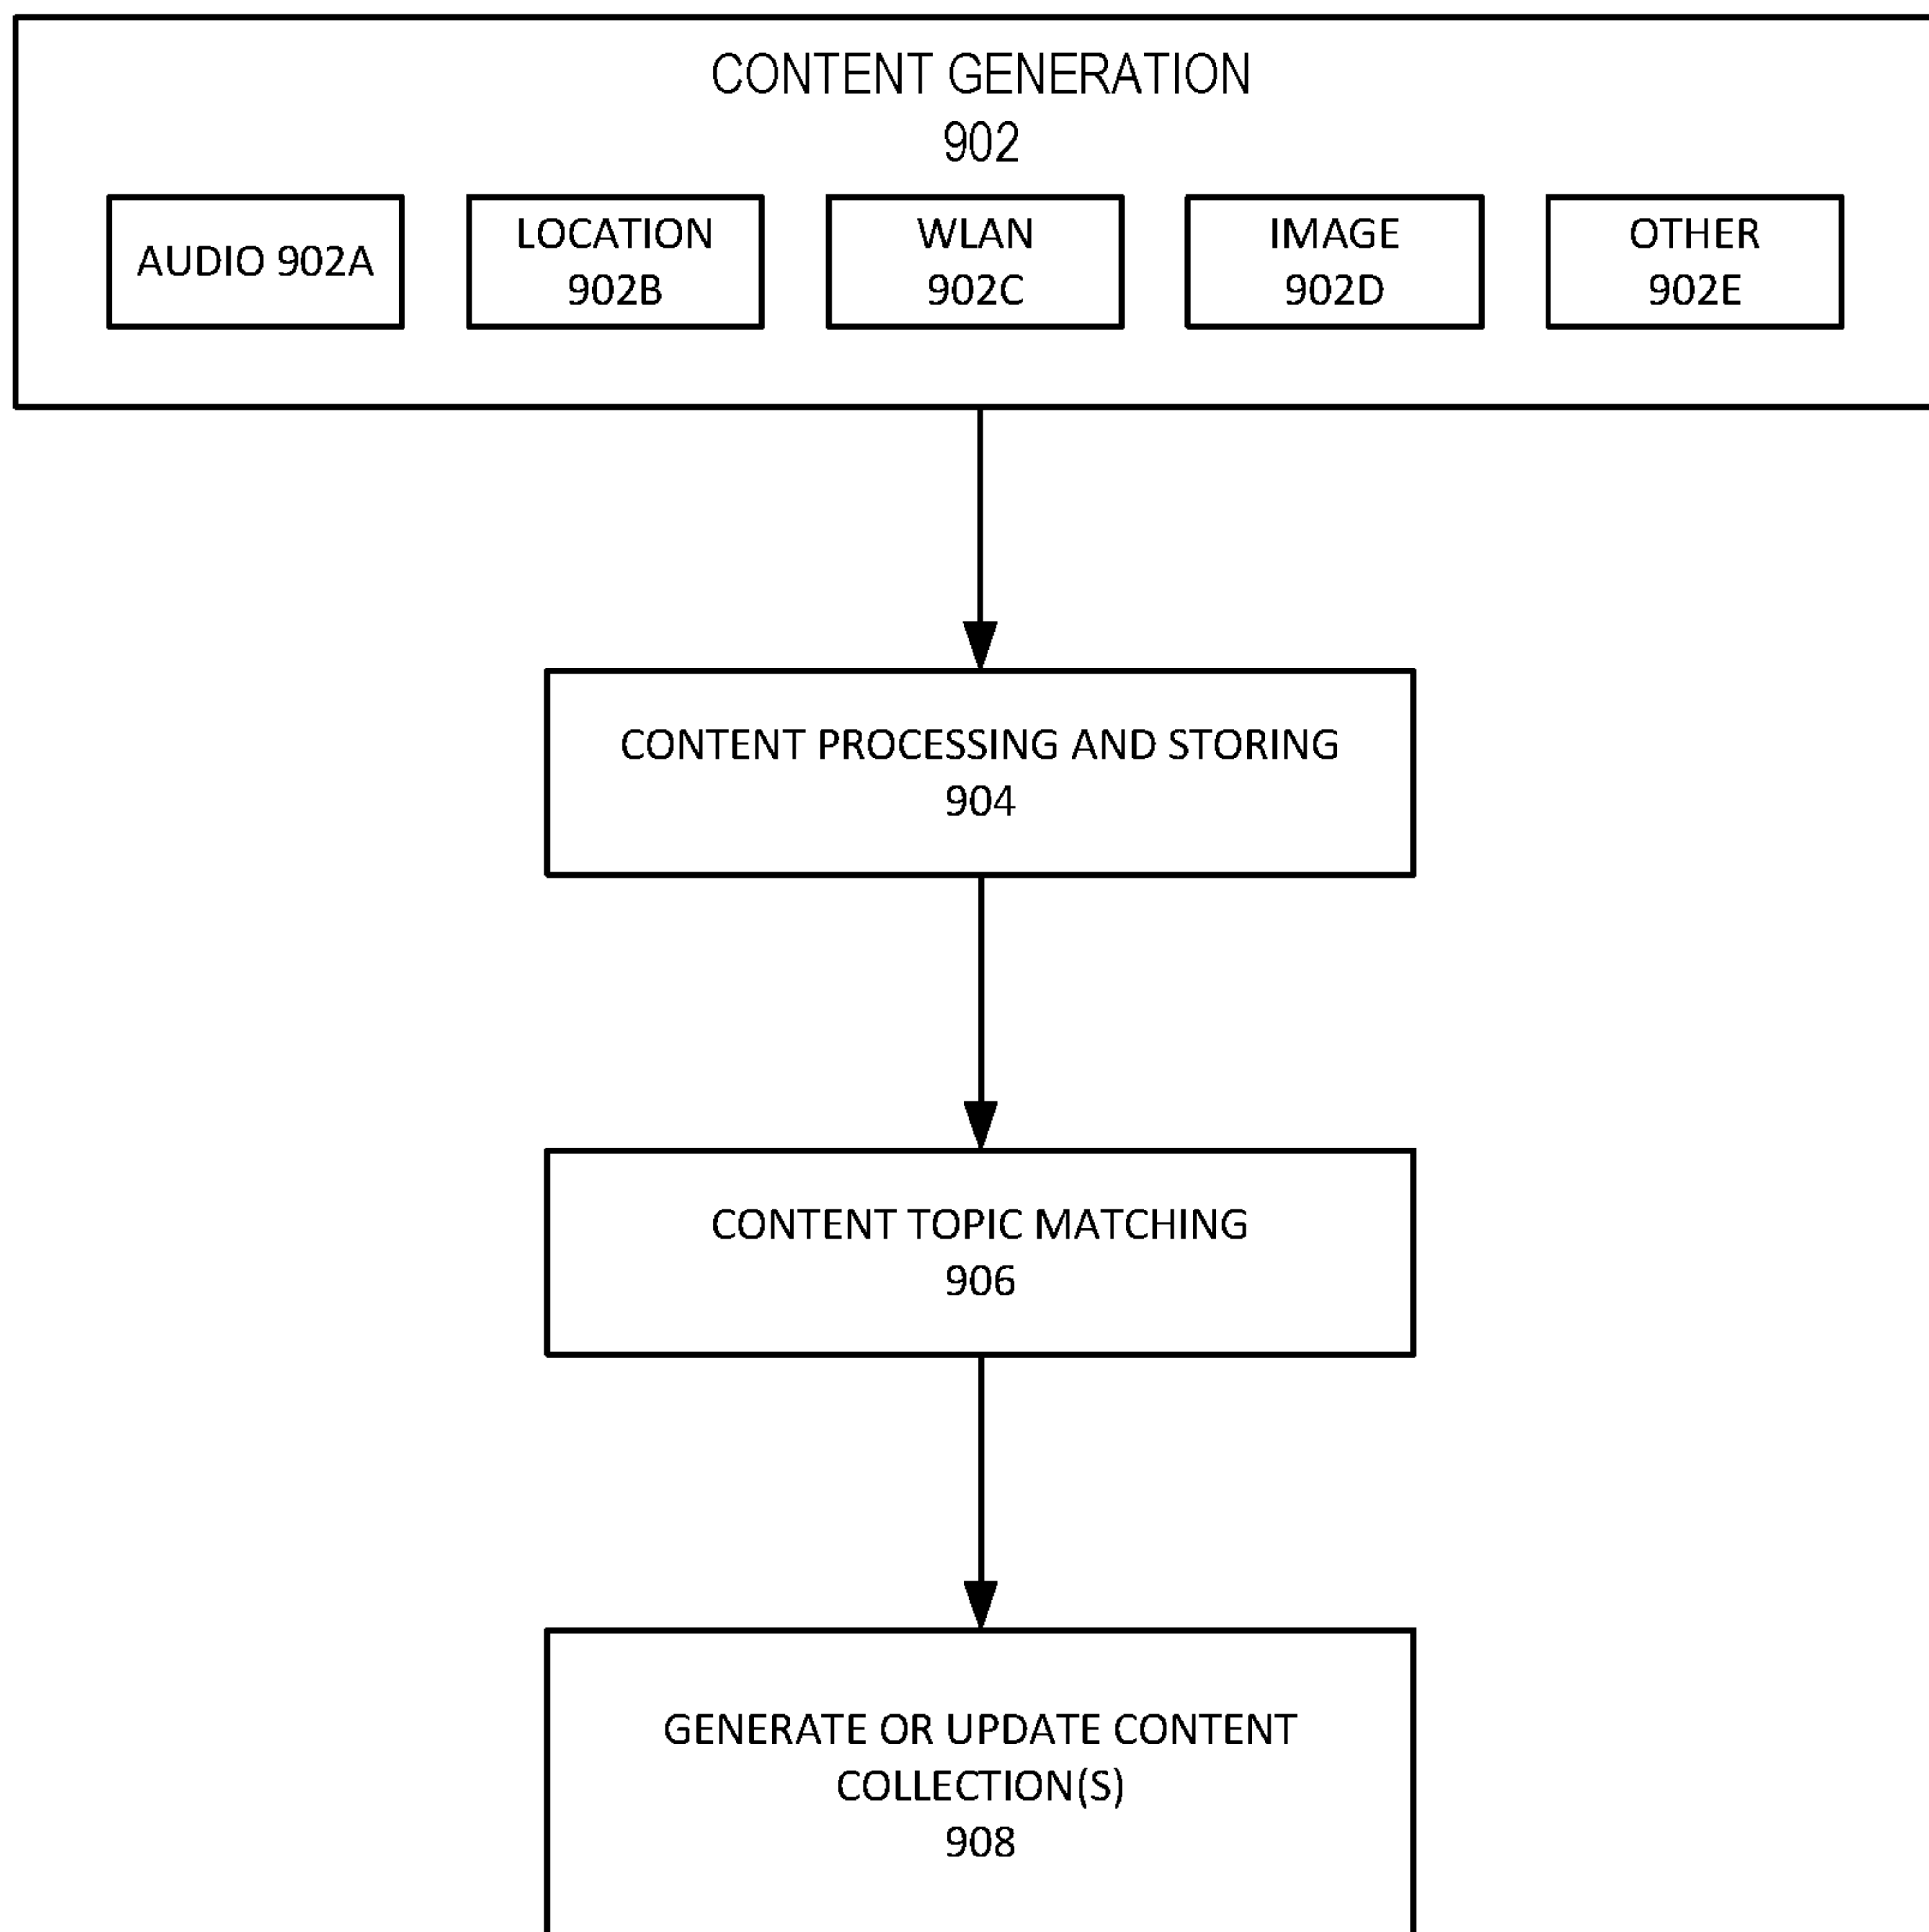 CONTENT GENERATION
902
AUDIO 902A
LOCATION
902B
WLAN
902C
IMAGE
902D
OTHER
902E
CONTENT PROCESSING AND STORING
904
CONTENT TOPIC MATCHING
906
GENERATE OR UPDATE CONTENT
COLLECTION(S)
908